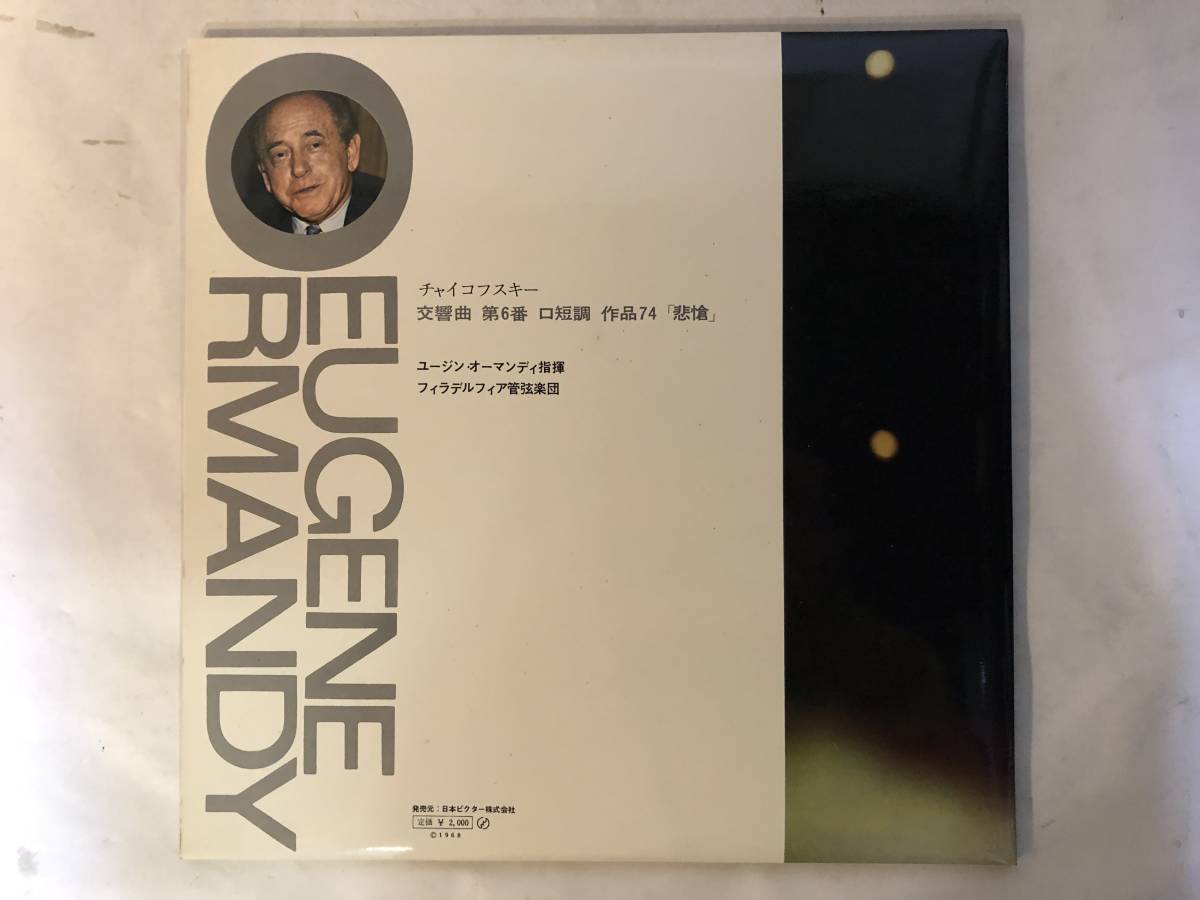 EUGENE
ORMANDY
チャイコフスキー
交響曲 第6番 ロ短調 作品74「悲愴」
ユージン・オーマンディ指揮
フィラデルフィア管弦楽団
発売元:日本ビクター株式会社
定価 ¥ 2,000
©1968